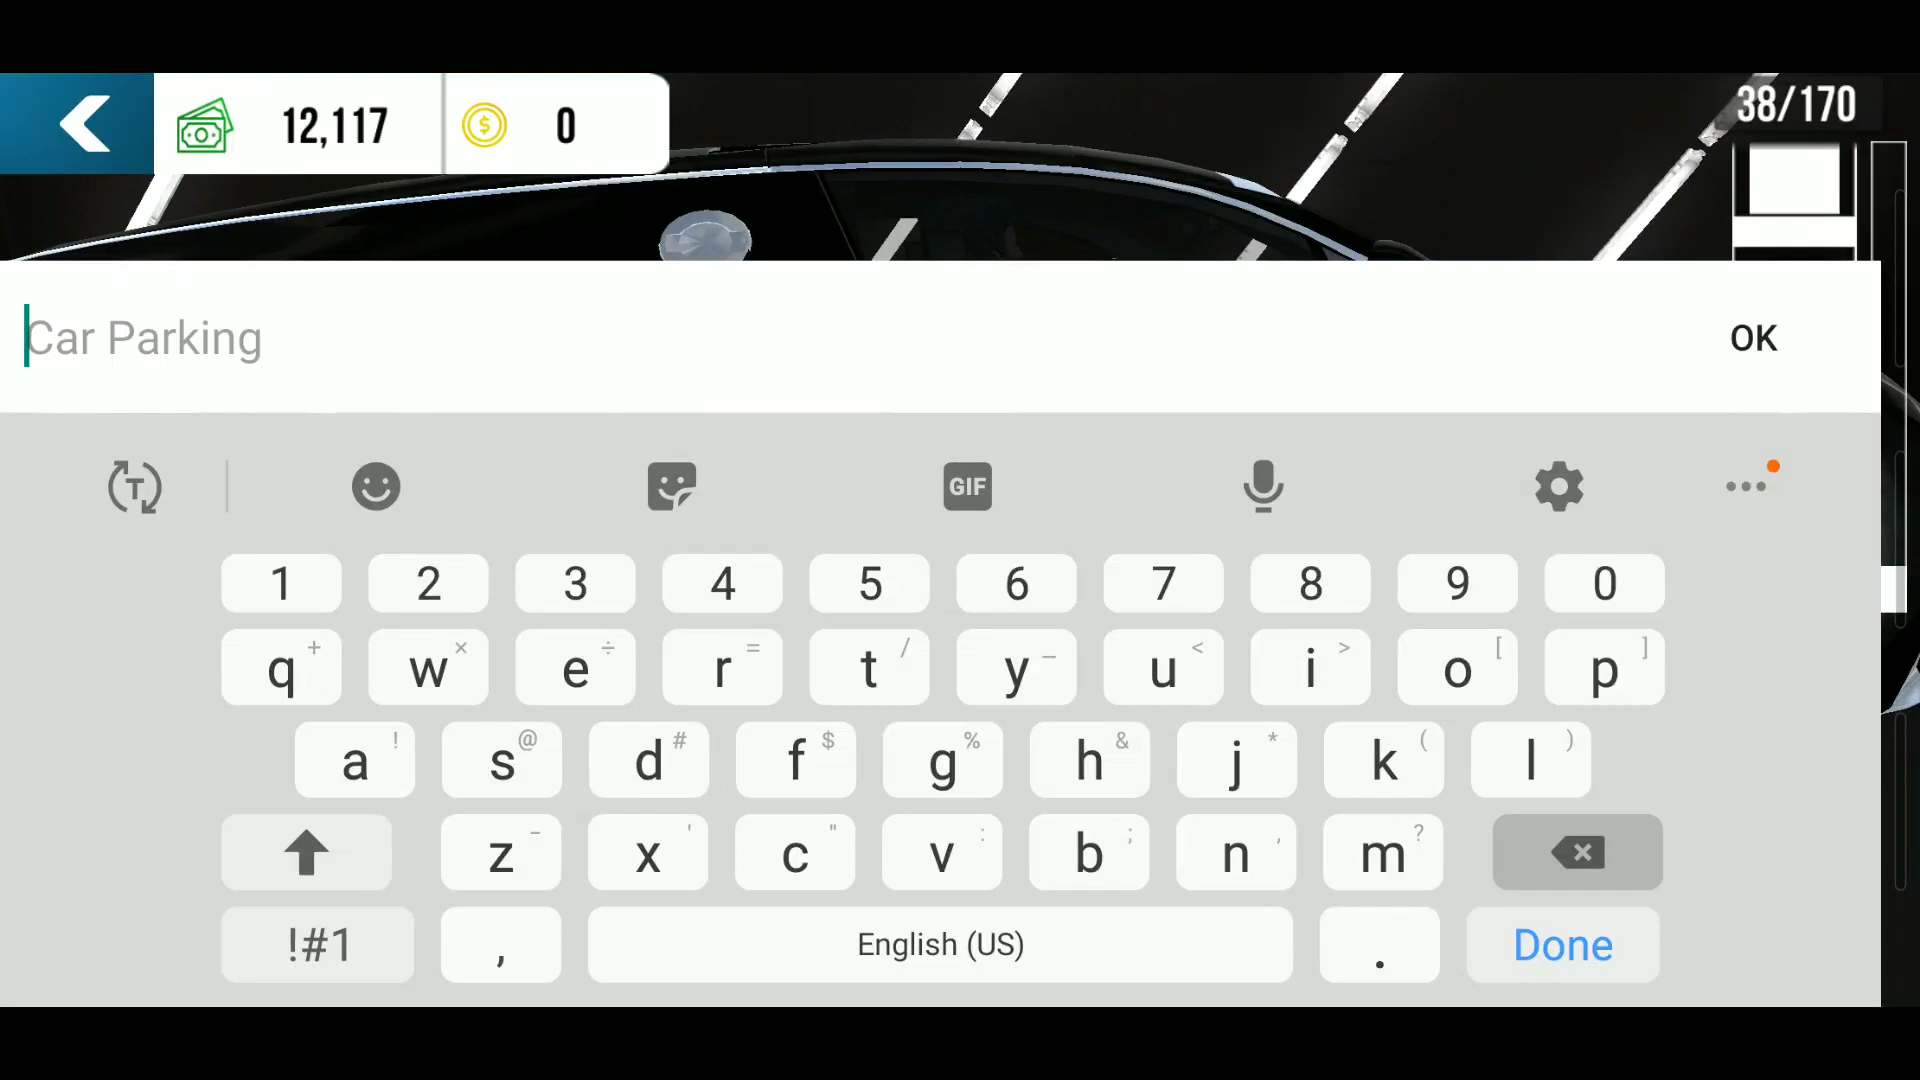 12,117 0 38/170
Car Parking OK
T GIF
1 2 3 4 5 6 7 8 9 0
q + w × e ÷ r = t / y _ u < i > o [ p ]
a ! s @ d # f $ g % h & j * k ( l )
z - x ' c " v : b ; n , m ?
!#1 , English (US) . Done